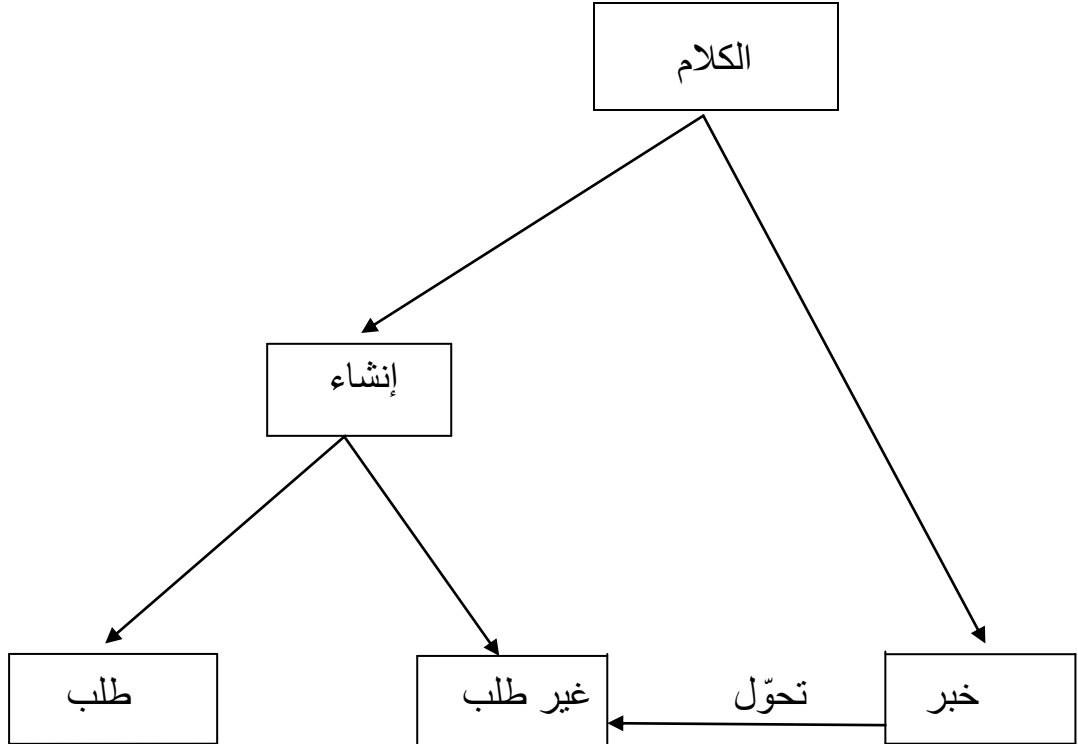 الكلام
إنشاء
خبر
تحوّل
غير طلب
طلب